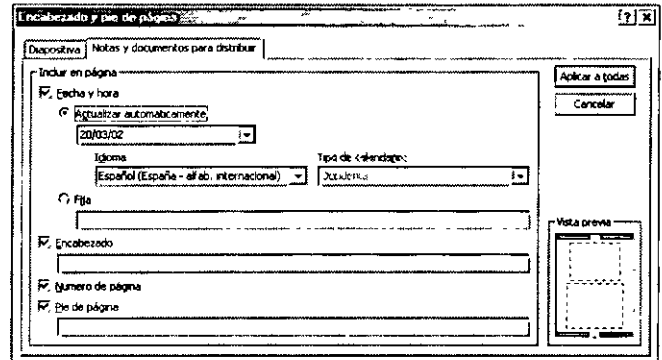 Encabezado y pie de página
Diapositiva Notas y documentos para distribuir
Incluir en página
Fecha y hora
Aplicar a todas
Actualizar automáticamente
Cancelar
20/03/02
Idioma
Tipo de calendario:
Español (España - alfab. internacional)
Occidental
Fija
Vista previa
Encabezado
Número de página
Pie de página